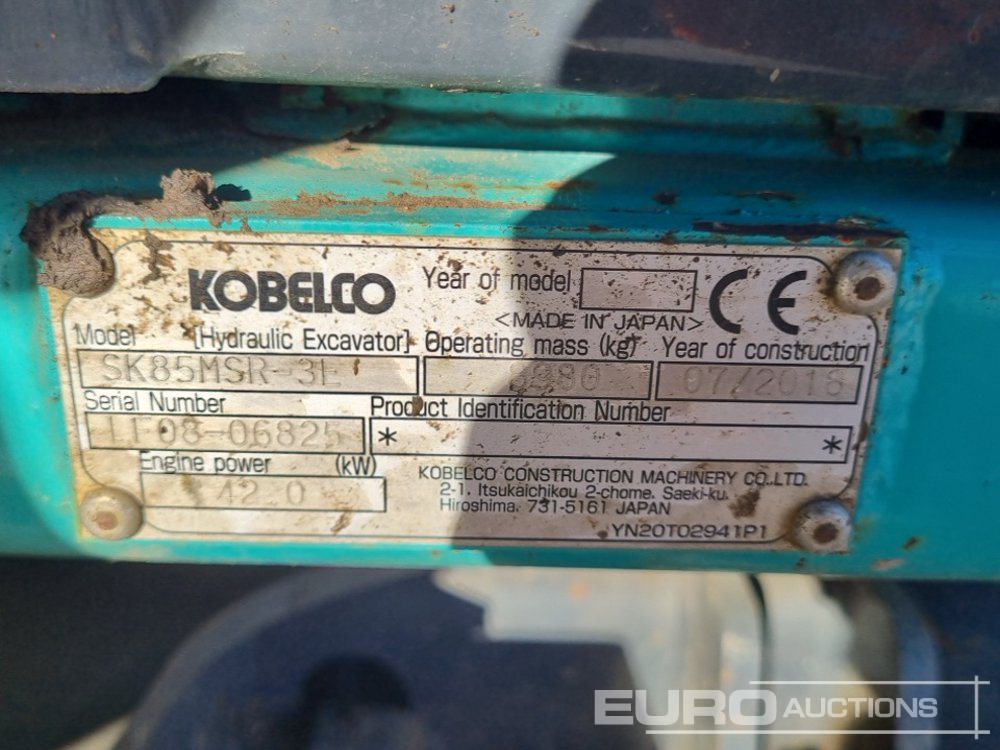 KOBELCO
Year of model
<MADE IN JAPAN>
CE
Model [Hydraulic Excavator] Operating mass (kg) Year of construction
SK85MSR-3E 07/2018
Serial Number Product Identification Number
LF08-06825 * *
Engine power (kW)
42.0
KOBELCO CONSTRUCTION MACHINERY CO.,LTD.
2-1. Itsukaichikou 2-chome. Saeki-ku.
Hiroshima. 731-5161 JAPAN
YN20T02941P1
EURO AUCTIONS